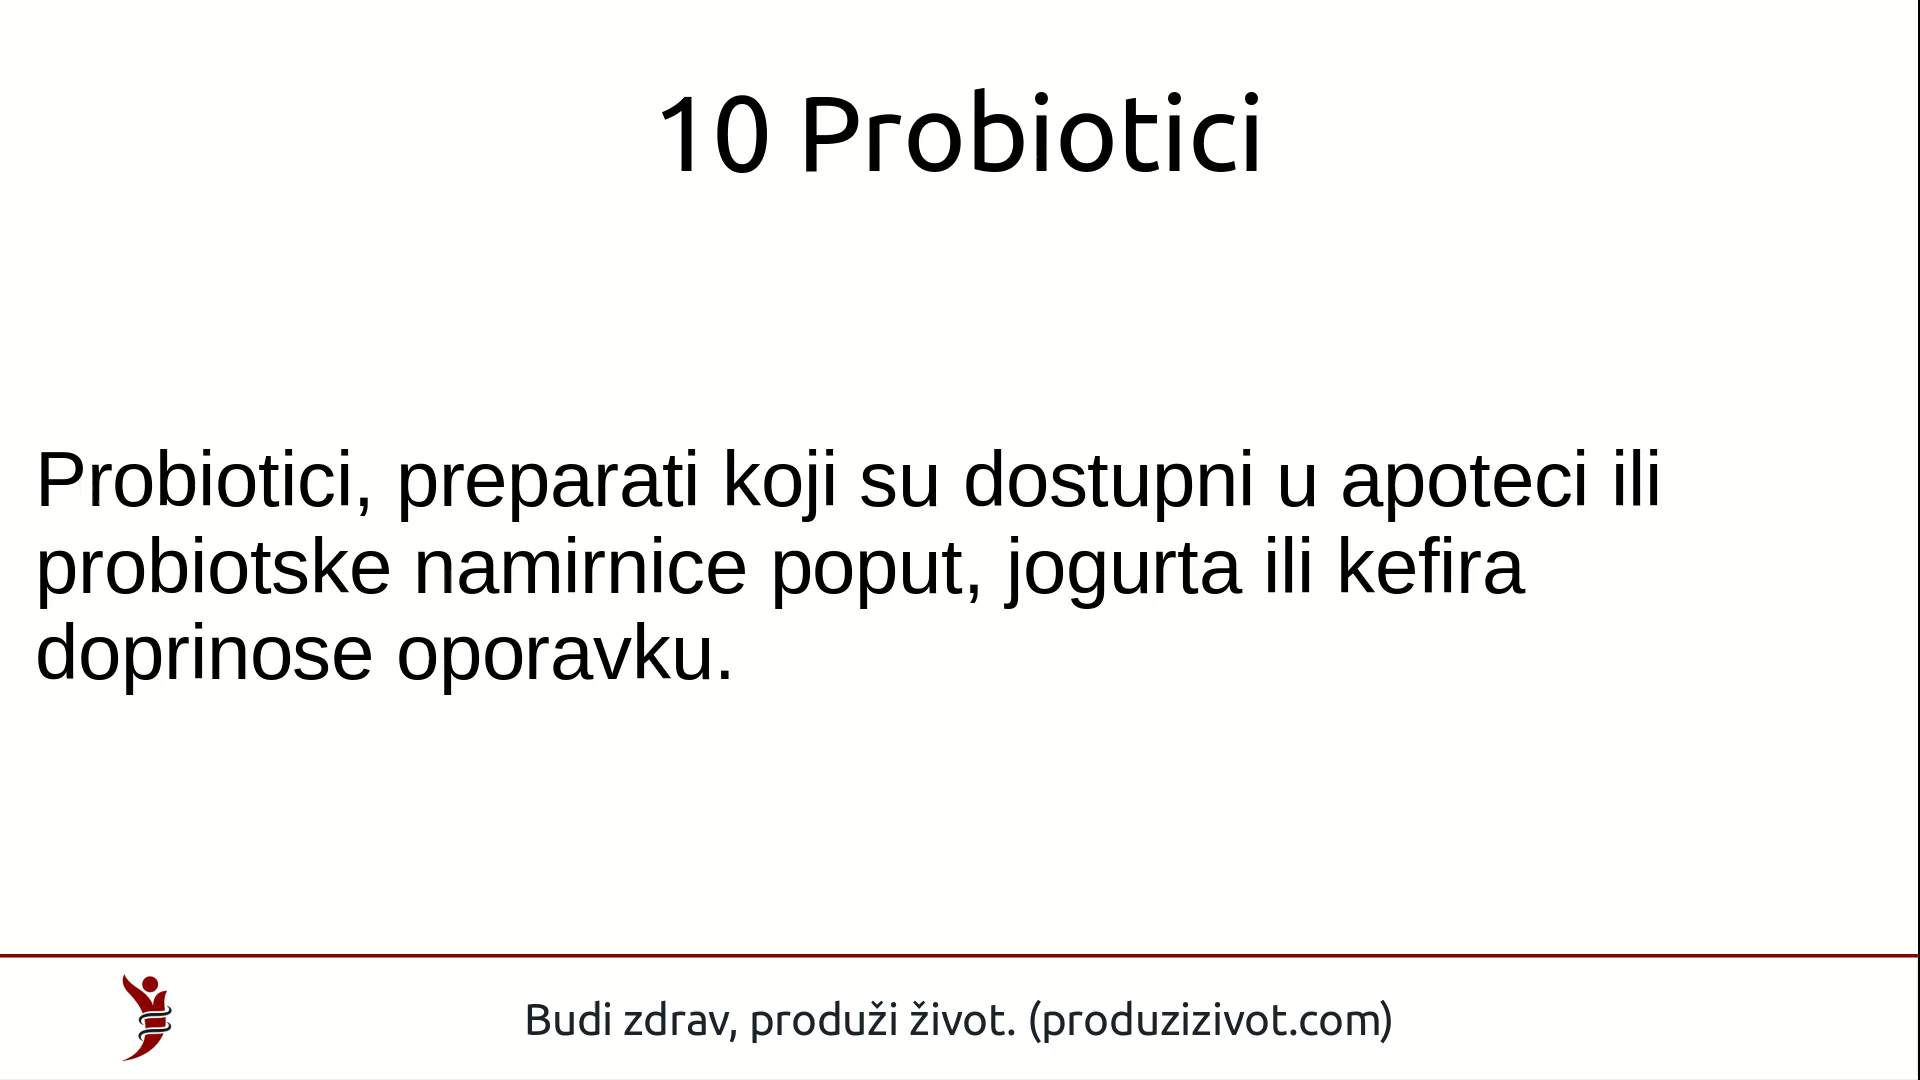 10 Probiotici
Probiotici, preparati koji su dostupni u apoteci ili
probiotske namirnice poput, jogurta ili kefira
doprinose oporavku.
Budi zdrav, produži život. (produzizivot.com)